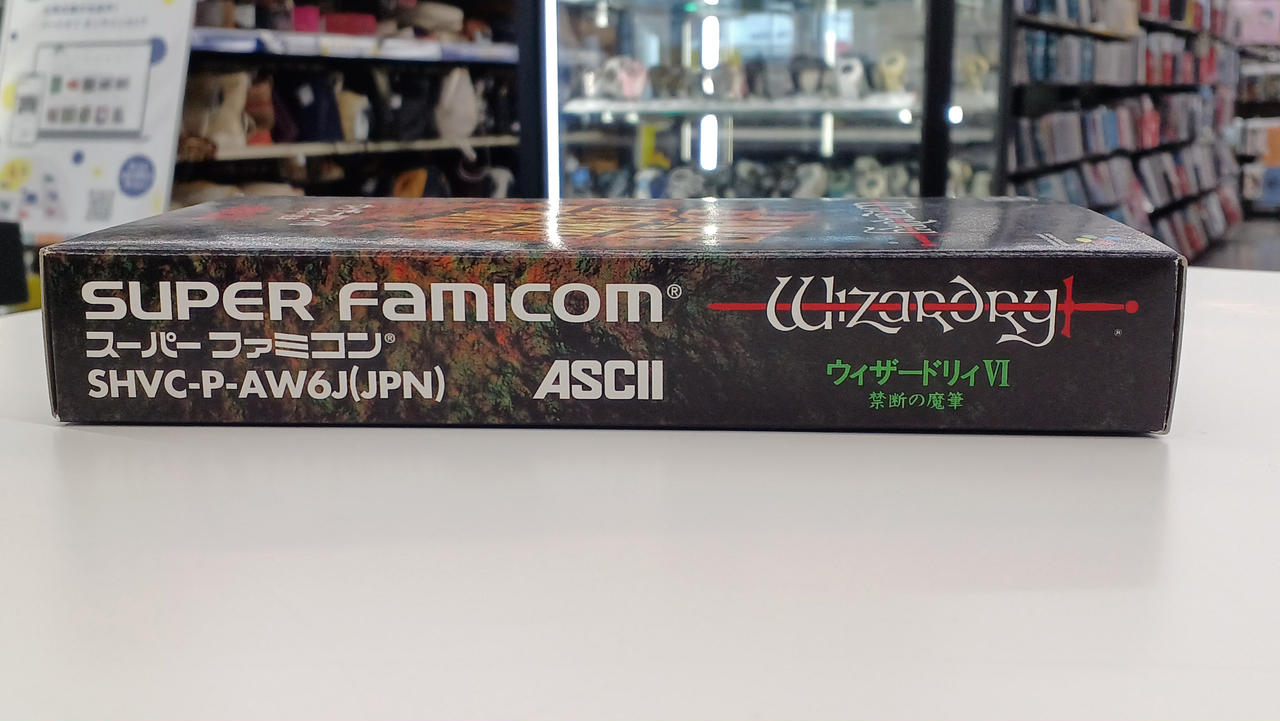 SUPER FAMICOM®
スーパーファミコン®
SHVC-P-AW6J(JPN)
ASCII
Wizardry
®
ウィザードリィⅥ
禁断の魔筆